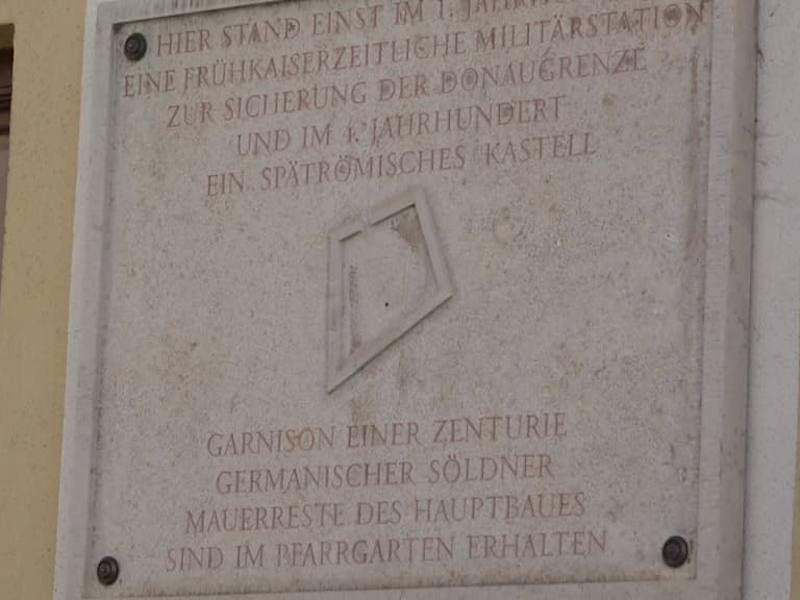 HIER STAND EINST IM 1. JAHRH
EINE FRÜHKAISERZEITLICHE MILITÄRSTATION
ZUR SICHERUNG DER DONAUGRENZE
UND IM 4. JAHRHUNDERT
EIN SPÄTRÖMISCHES KASTELL
GARNISON EINER ZENTURIE
GERMANISCHER SÖLDNER
MAUERRESTE DES HAUPTBAUES
SIND IM PFARRGARTEN ERHALTEN